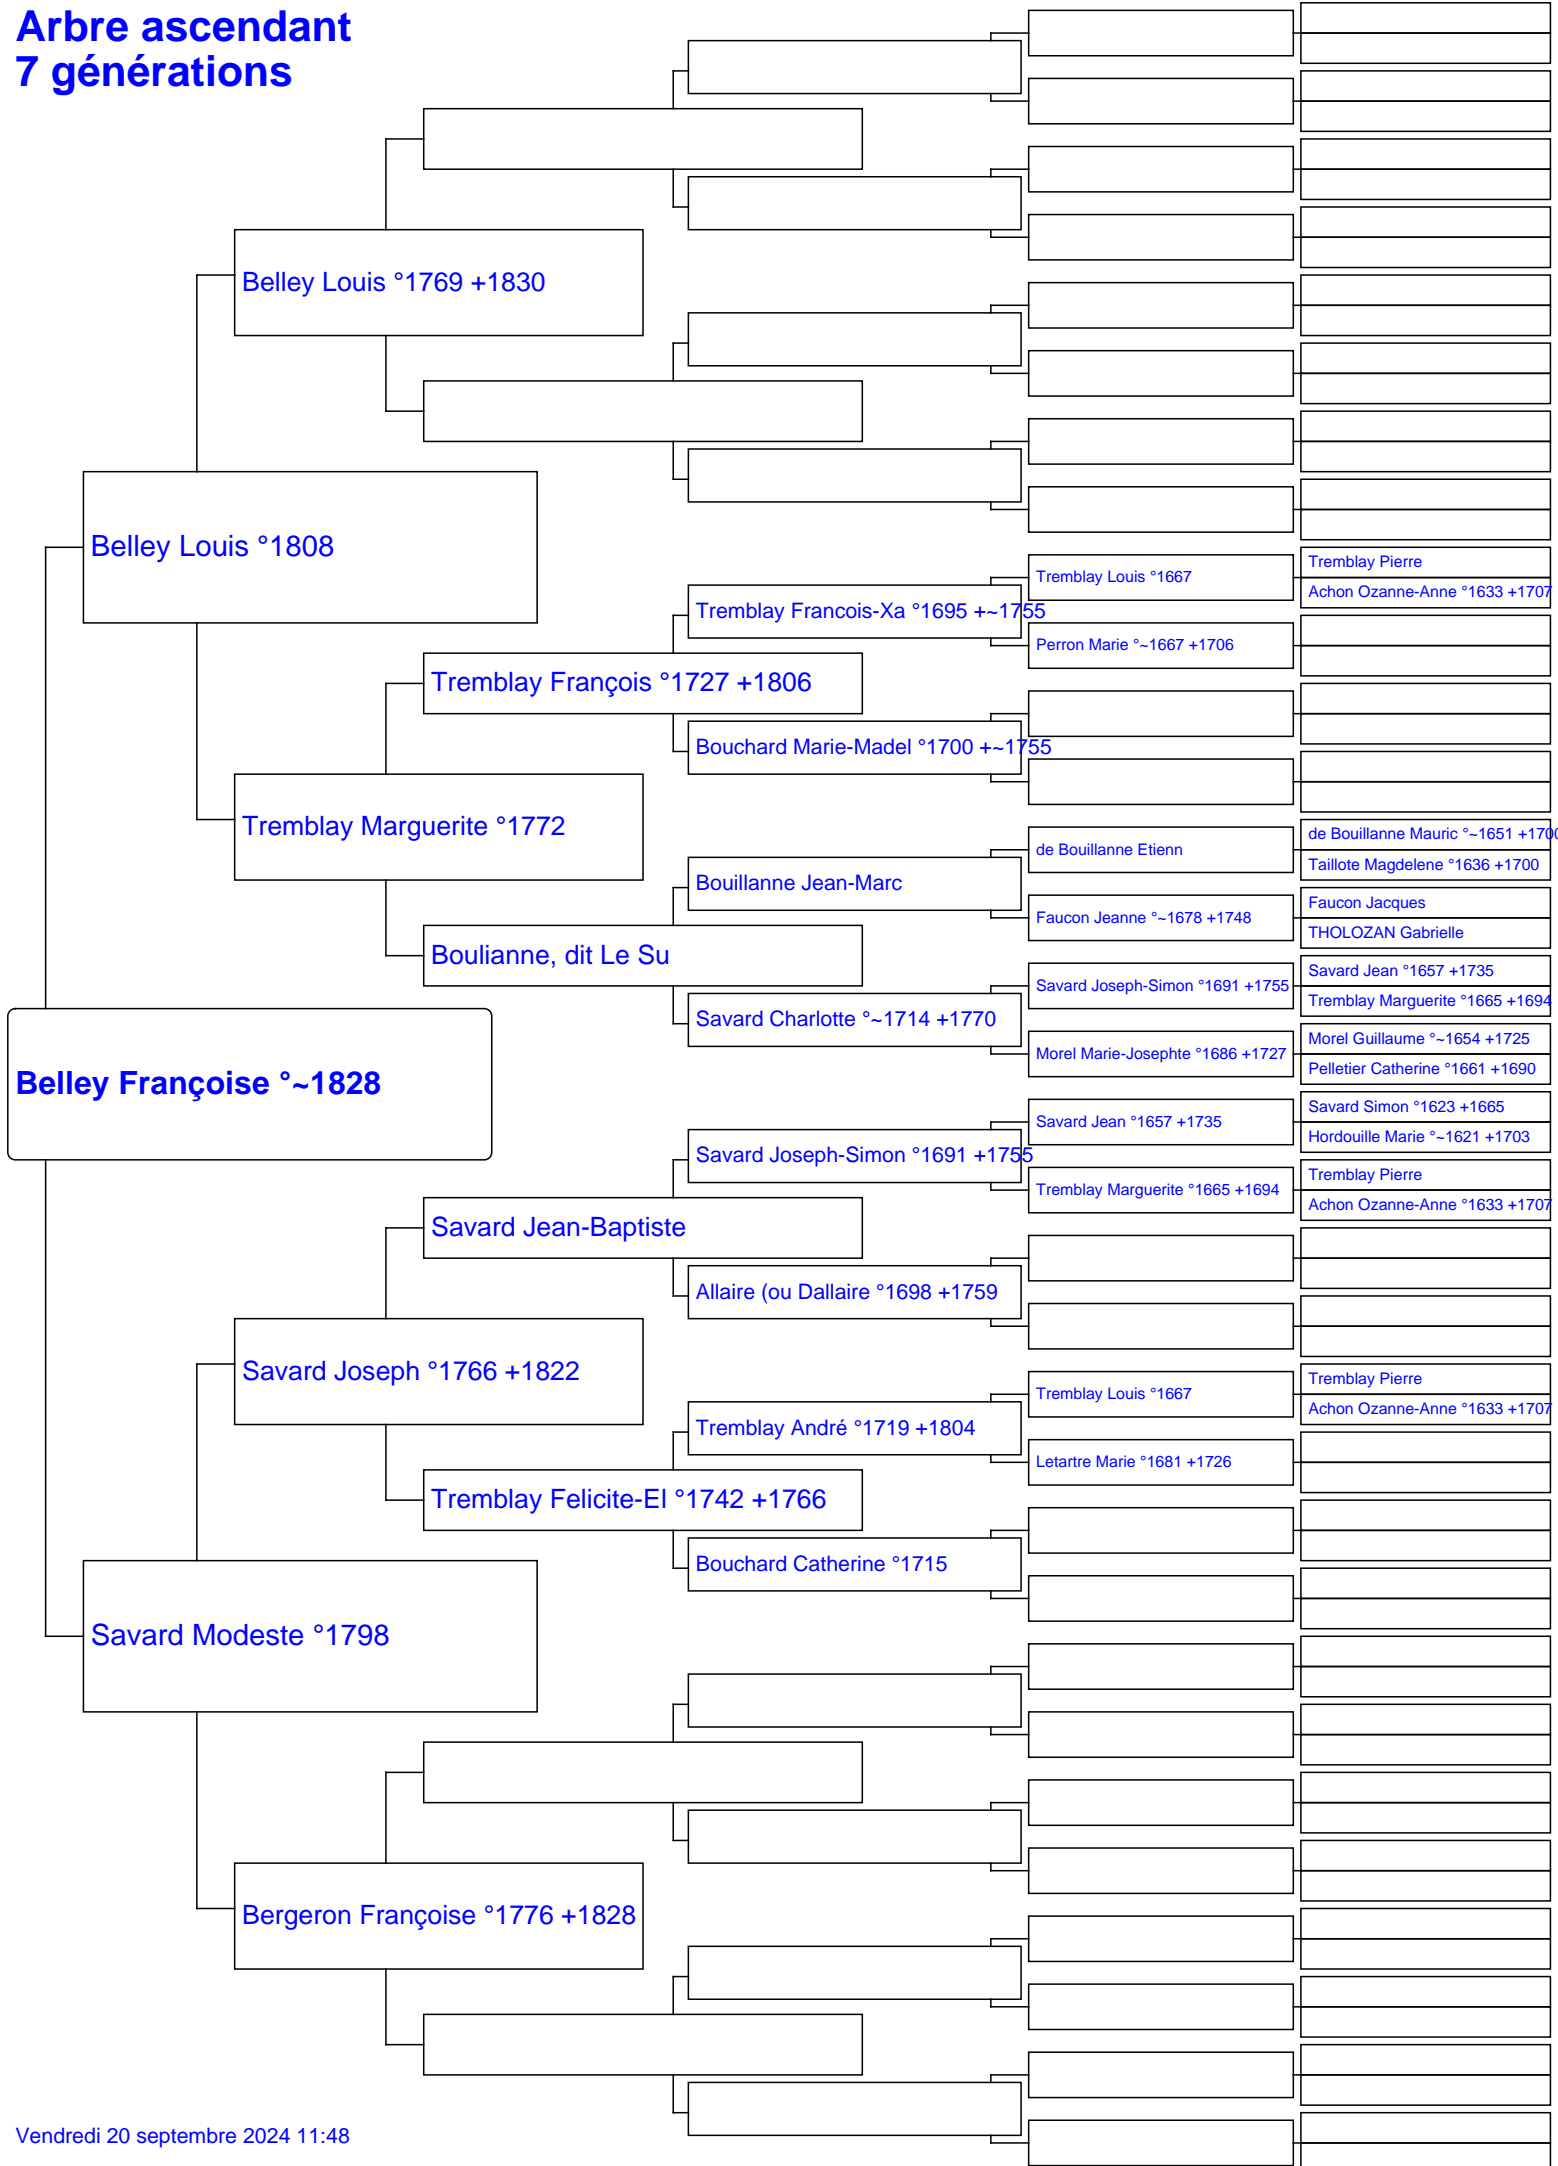 Arbre ascendant
7 générations
Belley Louis °1769 +1830
Belley Louis °1808
Tremblay Pierre
Tremblay Louis °1667
Achon Ozanne-Anne °1633 +1707
Tremblay Francois-Xa °1695 +~1755
Perron Marie °~1667 +1706
Tremblay François °1727 +1806
Bouchard Marie-Madel °1700 +~1755
Tremblay Marguerite °1772
de Bouillanne Mauric °~1651 +1700
de Bouillanne Etienn
Taillote Magdelene °1636 +1700
Bouillanne Jean-Marc
Faucon Jacques
Faucon Jeanne °~1678 +1748
THOLOZAN Gabrielle
Boulianne, dit Le Su
Savard Jean °1657 +1735
Savard Joseph-Simon °1691 +1755
Tremblay Marguerite °1665 +1694
Savard Charlotte °~1714 +1770
Morel Guillaume °~1654 +1725
Morel Marie-Josephte °1686 +1727
Pelletier Catherine °1661 +1690
Belley Françoise °~1828
Savard Simon °1623 +1665
Savard Jean °1657 +1735
Hordouille Marie °~1621 +1703
Savard Joseph-Simon °1691 +1755
Tremblay Pierre
Tremblay Marguerite °1665 +1694
Achon Ozanne-Anne °1633 +1707
Savard Jean-Baptiste
Allaire (ou Dallaire °1698 +1759
Savard Joseph °1766 +1822
Tremblay Pierre
Tremblay Louis °1667
Achon Ozanne-Anne °1633 +1707
Tremblay André °1719 +1804
Letartre Marie °1681 +1726
Tremblay Felicite-El °1742 +1766
Bouchard Catherine °1715
Savard Modeste °1798
Bergeron Françoise °1776 +1828
Vendredi 20 septembre 2024 11:48